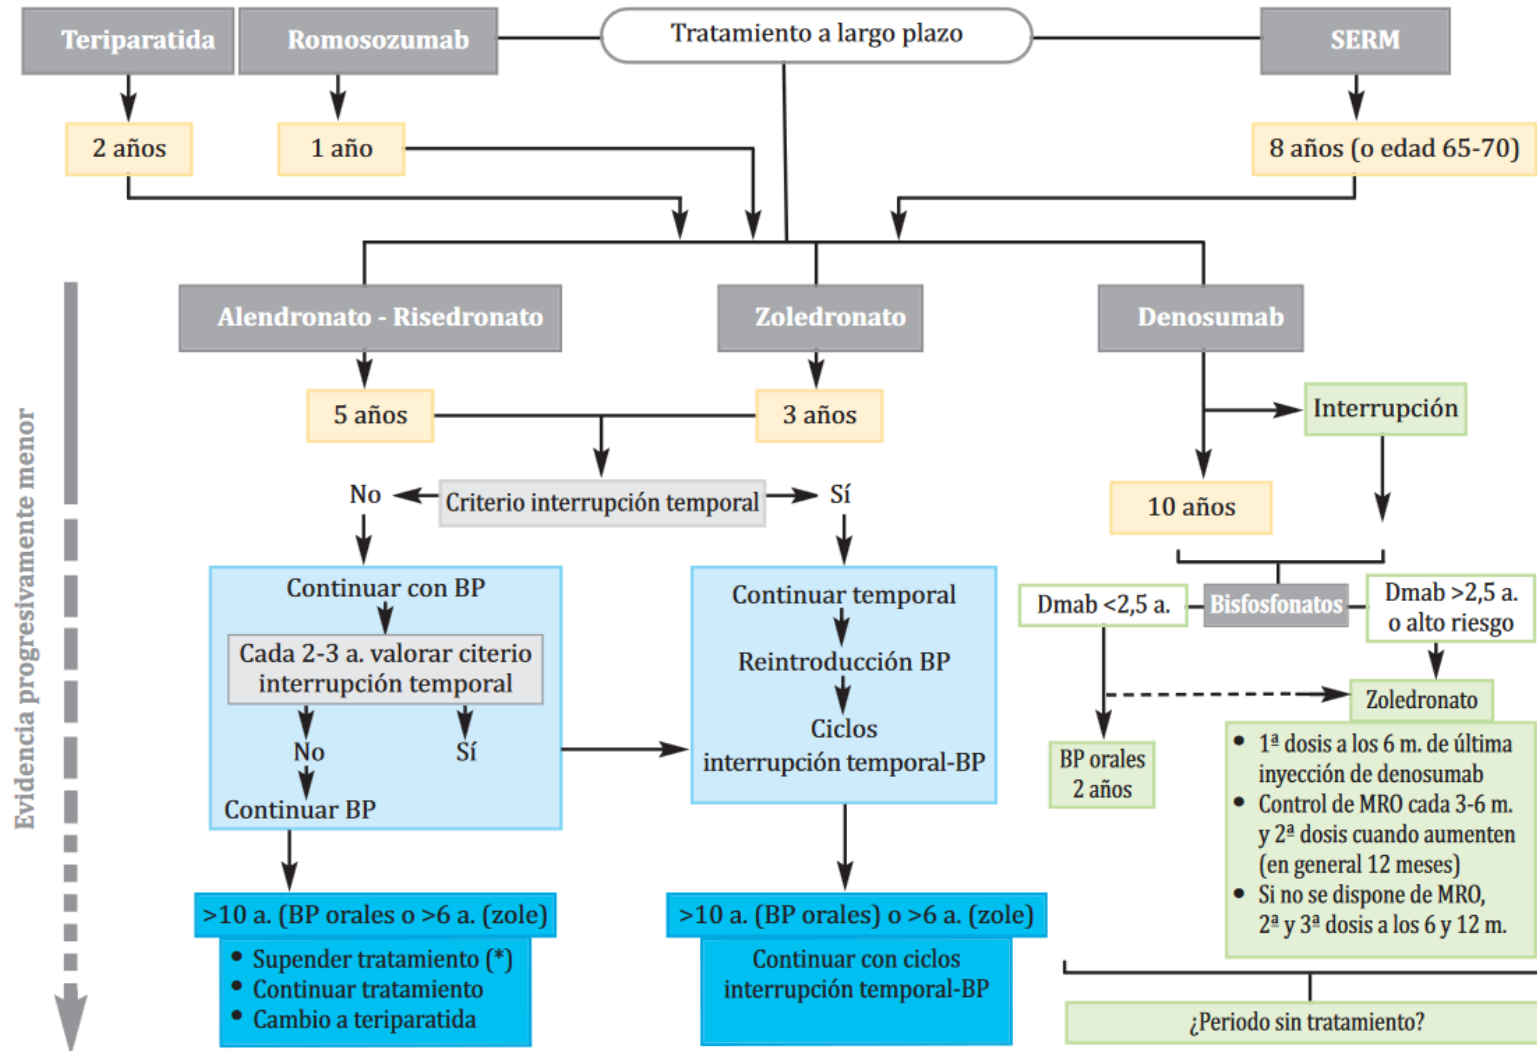 Teriparatida
Romosozumab
Tratamiento a largo plazo
SERM
2 años
1 año
8 años (o edad 65-70)
Alendronato - Risedronato
Zoledronato
Denosumab
5 años
3 años
Interrupción
No
Criterio interrupción temporal
Sí
10 años
Continuar con BP
Cada 2-3 a. valorar citerio
interrupción temporal
No
Sí
Continuar BP
Continuar temporal
Reintroducción BP
Ciclos
interrupción temporal-BP
Dmab <2,5 a.
Bisfosfonatos
Dmab >2,5 a.
o alto riesgo
Zoledronato
BP orales
2 años
• 1ª dosis a los 6 m. de última
inyección de denosumab
• Control de MRO cada 3-6 m.
y 2ª dosis cuando aumenten
(en general 12 meses)
• Si no se dispone de MRO,
2ª y 3ª dosis a los 6 y 12 m.
>10 a. (BP orales o >6 a. (zole)
• Supender tratamiento (*)
• Continuar tratamiento
• Cambio a teriparatida
>10 a. (BP orales) o >6 a. (zole)
Continuar con ciclos
interrupción temporal-BP
¿Periodo sin tratamiento?
Evidencia progresivamente menor